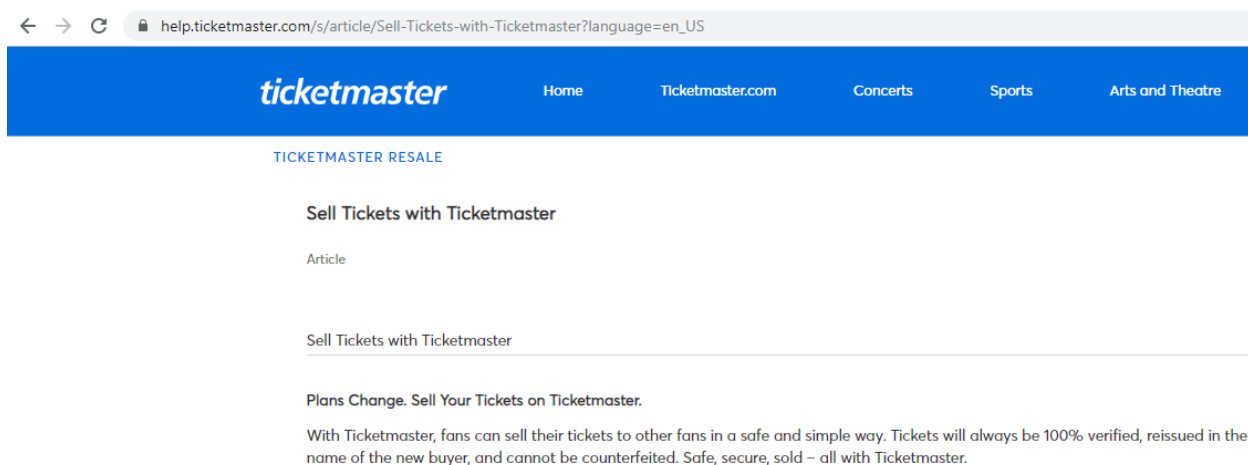 help.ticketmaster.com/s/article/Sell-Tickets-with-Ticketmaster?language=en_US
ticketmaster Home Ticketmaster.com Concerts Sports Arts and Theatre
TICKETMASTER RESALE
Sell Tickets with Ticketmaster
Article
Sell Tickets with Ticketmaster
Plans Change. Sell Your Tickets on Ticketmaster.
With Ticketmaster, fans can sell their tickets to other fans in a safe and simple way. Tickets will always be 100% verified, reissued in the
name of the new buyer, and cannot be counterfeited. Safe, secure, sold – all with Ticketmaster.